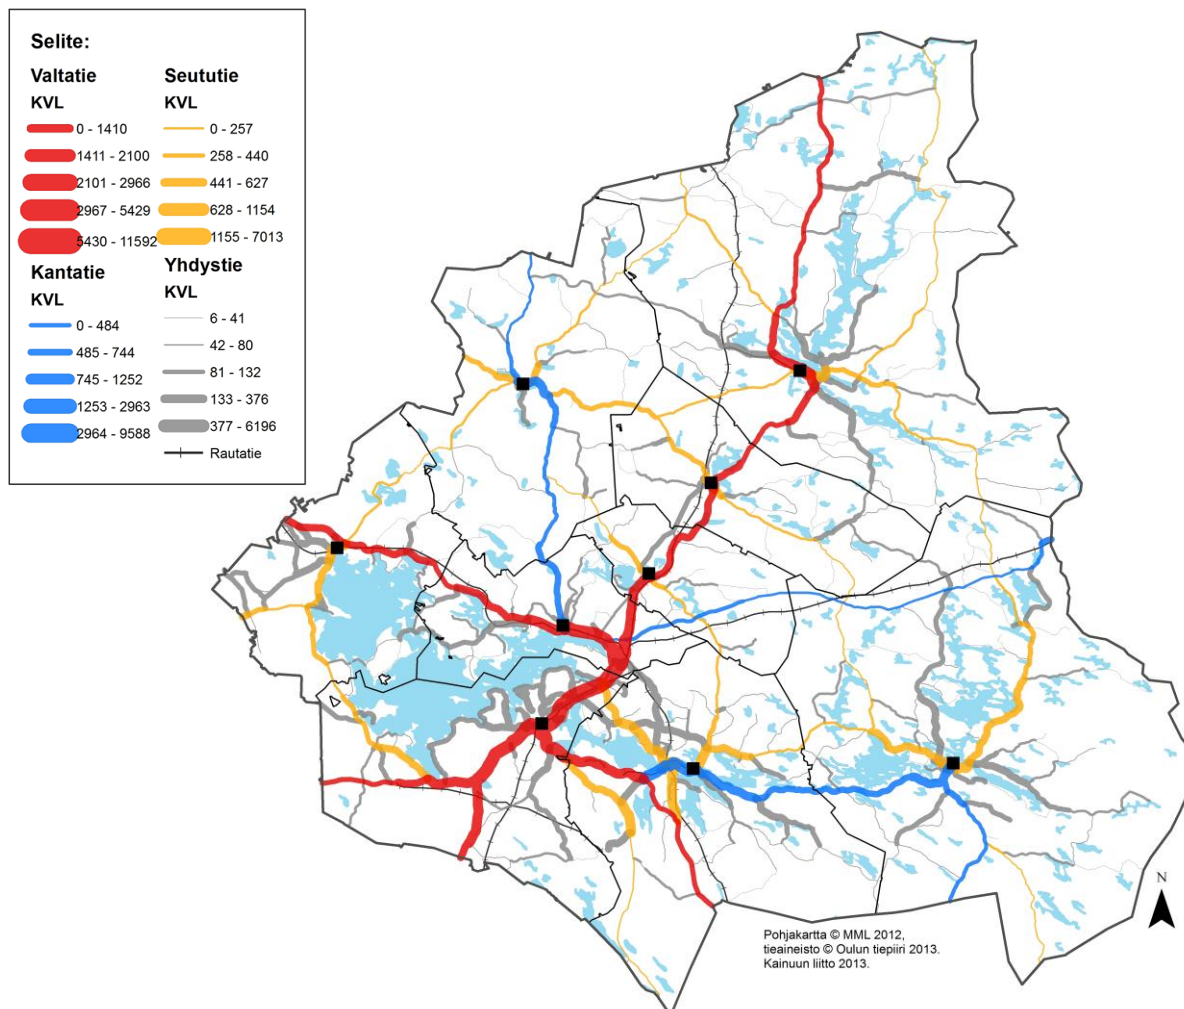 Selite:
Valtatie
KVL
0 - 1410
1411 - 2100
2101 - 2966
2967 - 5429
5430 - 11592
Kantatie
KVL
0 - 484
485 - 744
745 - 1252
1253 - 2963
2964 - 9588
Seututie
KVL
0 - 257
258 - 440
441 - 627
628 - 1154
1155 - 7013
Yhdystie
KVL
6 - 41
42 - 80
81 - 132
133 - 376
377 - 6196
Rautatie
N
Pohjakartta © MML 2012,
tieaineisto © Oulun tiepiiri 2013.
Kainuun liitto 2013.